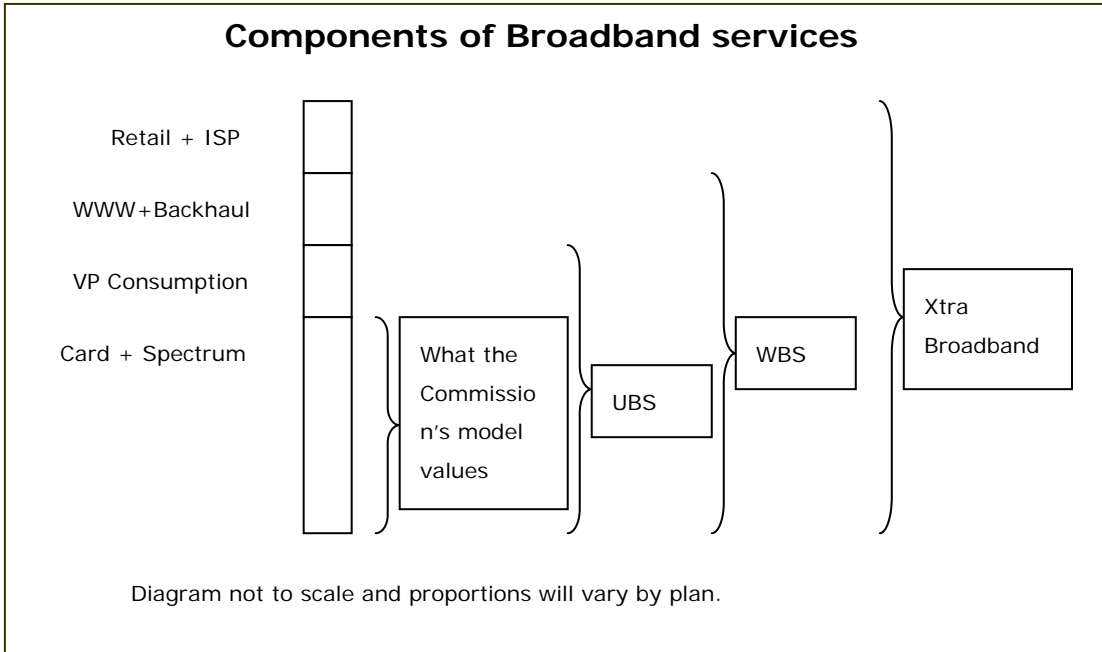 Components of Broadband services
Retail + ISP
WWW+Backhaul
VP Consumption
Card + Spectrum
What the
Commissio
n's model
values
UBS
WBS
Xtra
Broadband
Diagram not to scale and proportions will vary by plan.